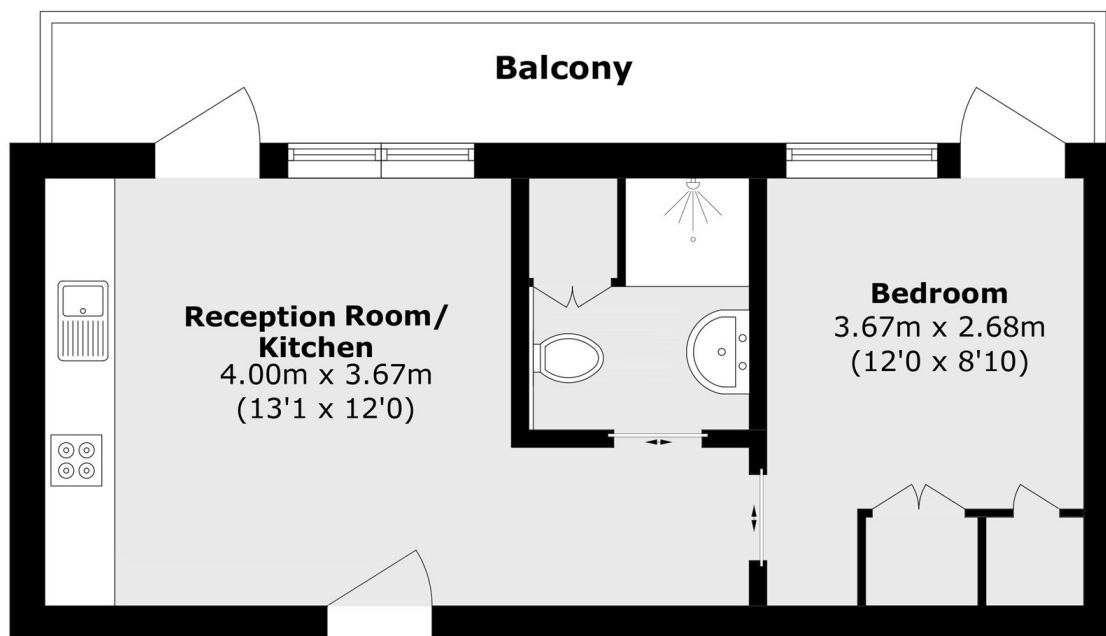 Balcony
Reception Room/
Kitchen
4.00m x 3.67m
(13'1 x 12'0)
Bedroom
3.67m x 2.68m
(12'0 x 8'10)